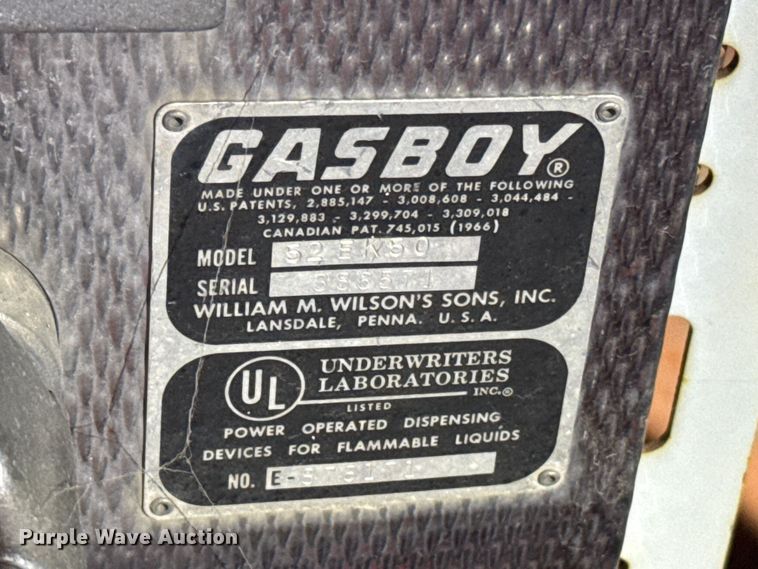 GASBOY®
MADE UNDER ONE OR MORE OF THE FOLLOWING
U.S. PATENTS, 2,885,147 - 3,008,608 - 3,044,484 -
3,129,883 - 3,299,704 - 3,309,018
CANADIAN PAT. 745,015 (1966)
MODEL
SERIAL
WILLIAM M. WILSON'S SONS, INC.
LANSDALE, PENNA. U.S.A.
UL
UNDERWRITERS
LABORATORIES
INC.®
LISTED
POWER OPERATED DISPENSING
DEVICES FOR FLAMMABLE LIQUIDS
NO. E-
Purple Wave Auction